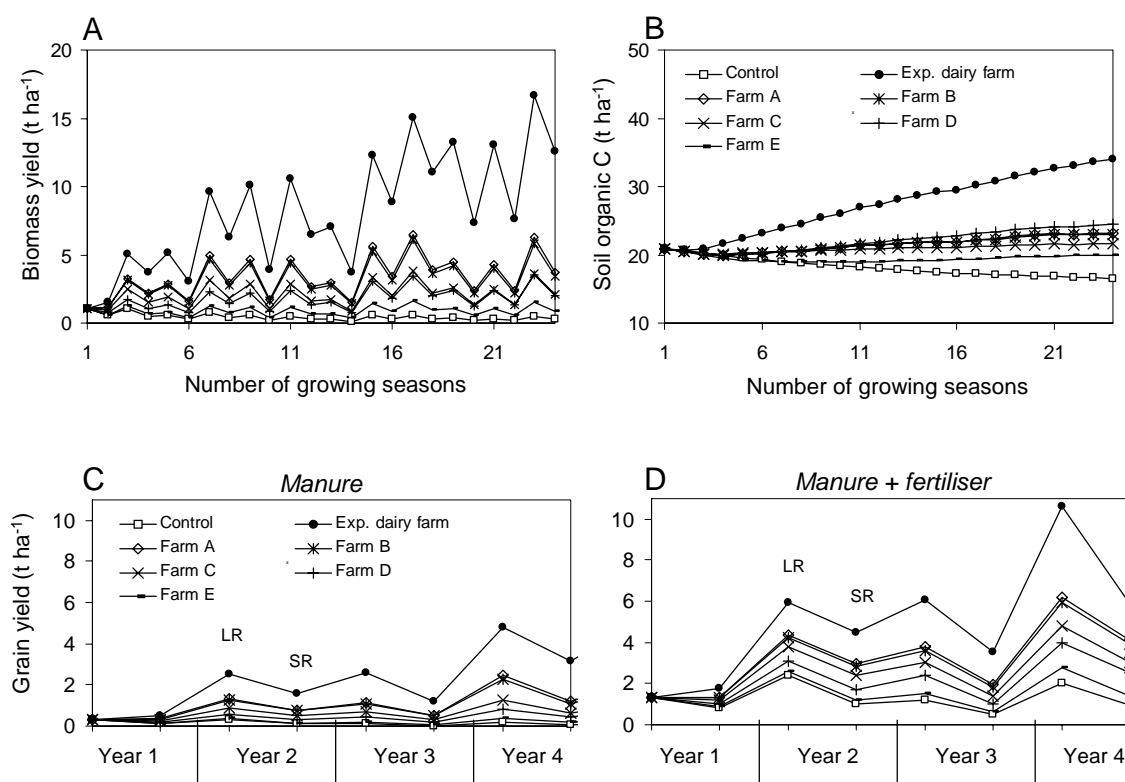 A
20
15
10
5
0
Biomass yield (t ha-1)
1 6 11 16 21
Number of growing seasons
B
50
40
30
20
10
Soil organic C (t ha-1)
Control Exp. dairy farm
Farm A Farm B
Farm C Farm D
Farm E
1 6 11 16 21
Number of growing seasons
C
Manure
10
8
6
4
2
0
Grain yield (t ha-1)
Control Exp. dairy farm
Farm A Farm B
Farm C Farm D
Farm E
LR
SR
Year 1 Year 2 Year 3 Year 4
D
Manure + fertiliser
10
8
6
4
2
0
LR
SR
Year 1 Year 2 Year 3 Year 4